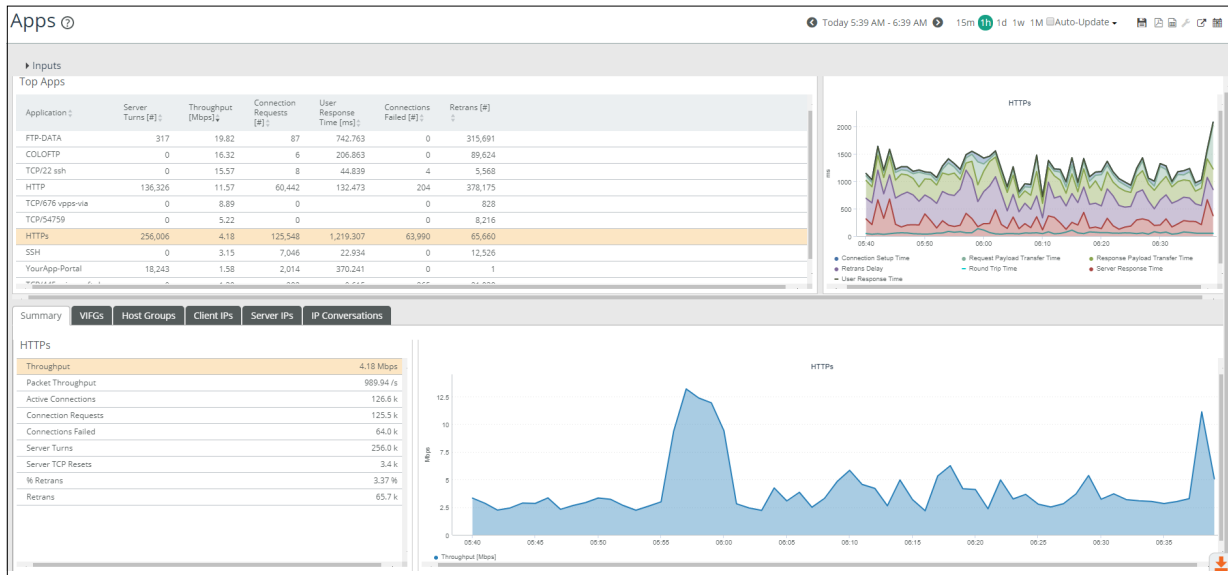 Apps
Today 5:39 AM - 6:39 AM 15m 1h 1d 1w 1M Auto-Update
Inputs
Top Apps
Application Server Turns [#] Throughput [Mbps] Connection Requests [#] User Response Time [ms] Connections Failed [#] Retrans [#]
FTP-DATA 317 19.82 87 742.763 0 315,691
COLOFTP 0 16.32 6 206.863 0 89,624
TCP/22 ssh 0 15.57 8 44.839 4 5,568
HTTP 136,326 11.57 60,442 132.473 204 378,175
TCP/676 vpps-via 0 8.89 0 0 828
TCP/54759 0 5.22 0 0 8,216
HTTPs 256,006 4.18 125,548 1,219.307 63,990 65,660
SSH 0 3.15 7,046 22.934 0 12,526
YourApp-Portal 18,243 1.58 2,014 370.241 0 1
HTTPs
ms
2000
1500
1000
500
0
05:40 05:50 06:00 06:10 06:20 06:30
Connection Setup Time Request Payload Transfer Time Response Payload Transfer Time
Retrans Delay Round Trip Time Server Response Time
User Response Time
Summary VIFGs Host Groups Client IPs Server IPs IP Conversations
HTTPs
Throughput 4.18 Mbps
Packet Throughput 989.94 /s
Active Connections 126.6 k
Connection Requests 125.5 k
Connections Failed 64.0 k
Server Turns 256.0 k
Server TCP Resets 3.4 k
% Retrans 3.37 %
Retrans 65.7 k
HTTPs
Mbps
12.5
10
7.5
5
2.5
0
05:40 05:45 05:50 05:55 06:00 06:05 06:10 06:15 06:20 06:25 06:30 06:35
Throughput [Mbps]